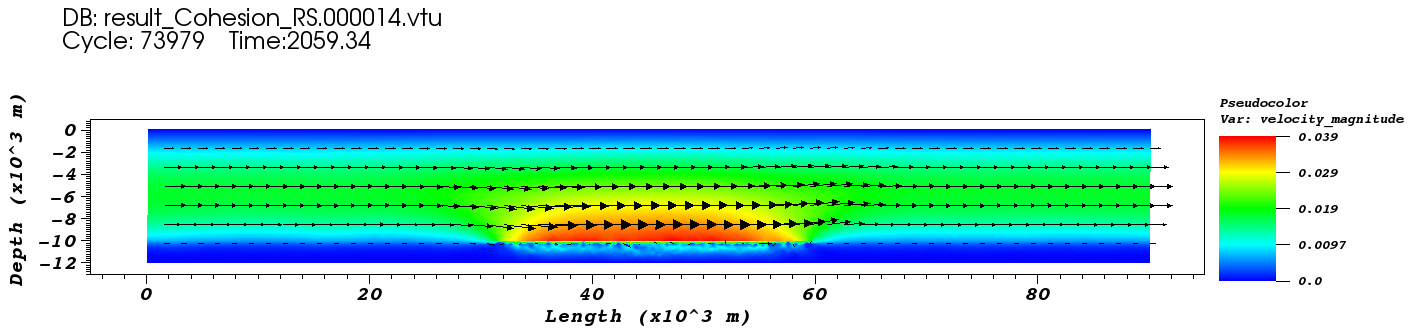 DB: result_Cohesion_RS.000014.vtu
Cycle: 73979 Time:2059.34
Pseudocolor
Var: velocity_magnitude
0.039
0.029
0.019
0.0097
0.0
Depth (x10^3 m)
0
-2
-4
-6
-8
-10
-12
0 20 40 60 80
Length (x10^3 m)